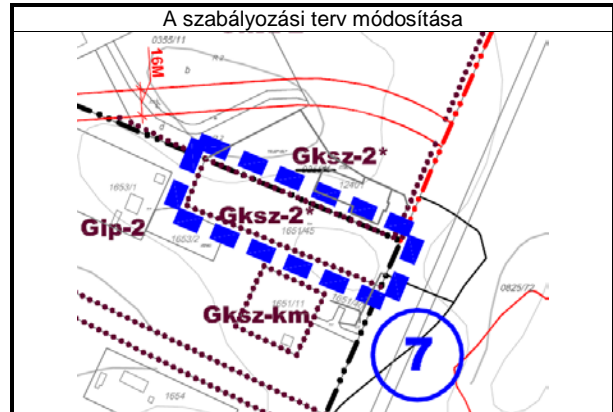 A szabályozási terv módosítása
0355/11
16M
b
Gksz-2*
12401
1653/1
Gksz-2*
1651/45
Gip-2
1653/2
Gksz-km
1651/11
0825/72
7
1654